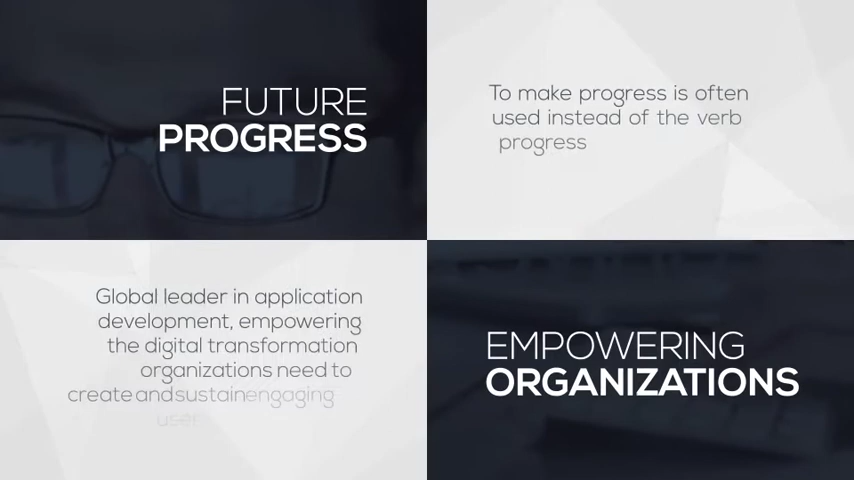 FUTURE
PROGRESS
To make progress is often
used instead of the verb
progress
Global leader in application
development, empowering
the digital transformation
organizations need to
create and sustain engaging
user
EMPOWERING
ORGANIZATIONS